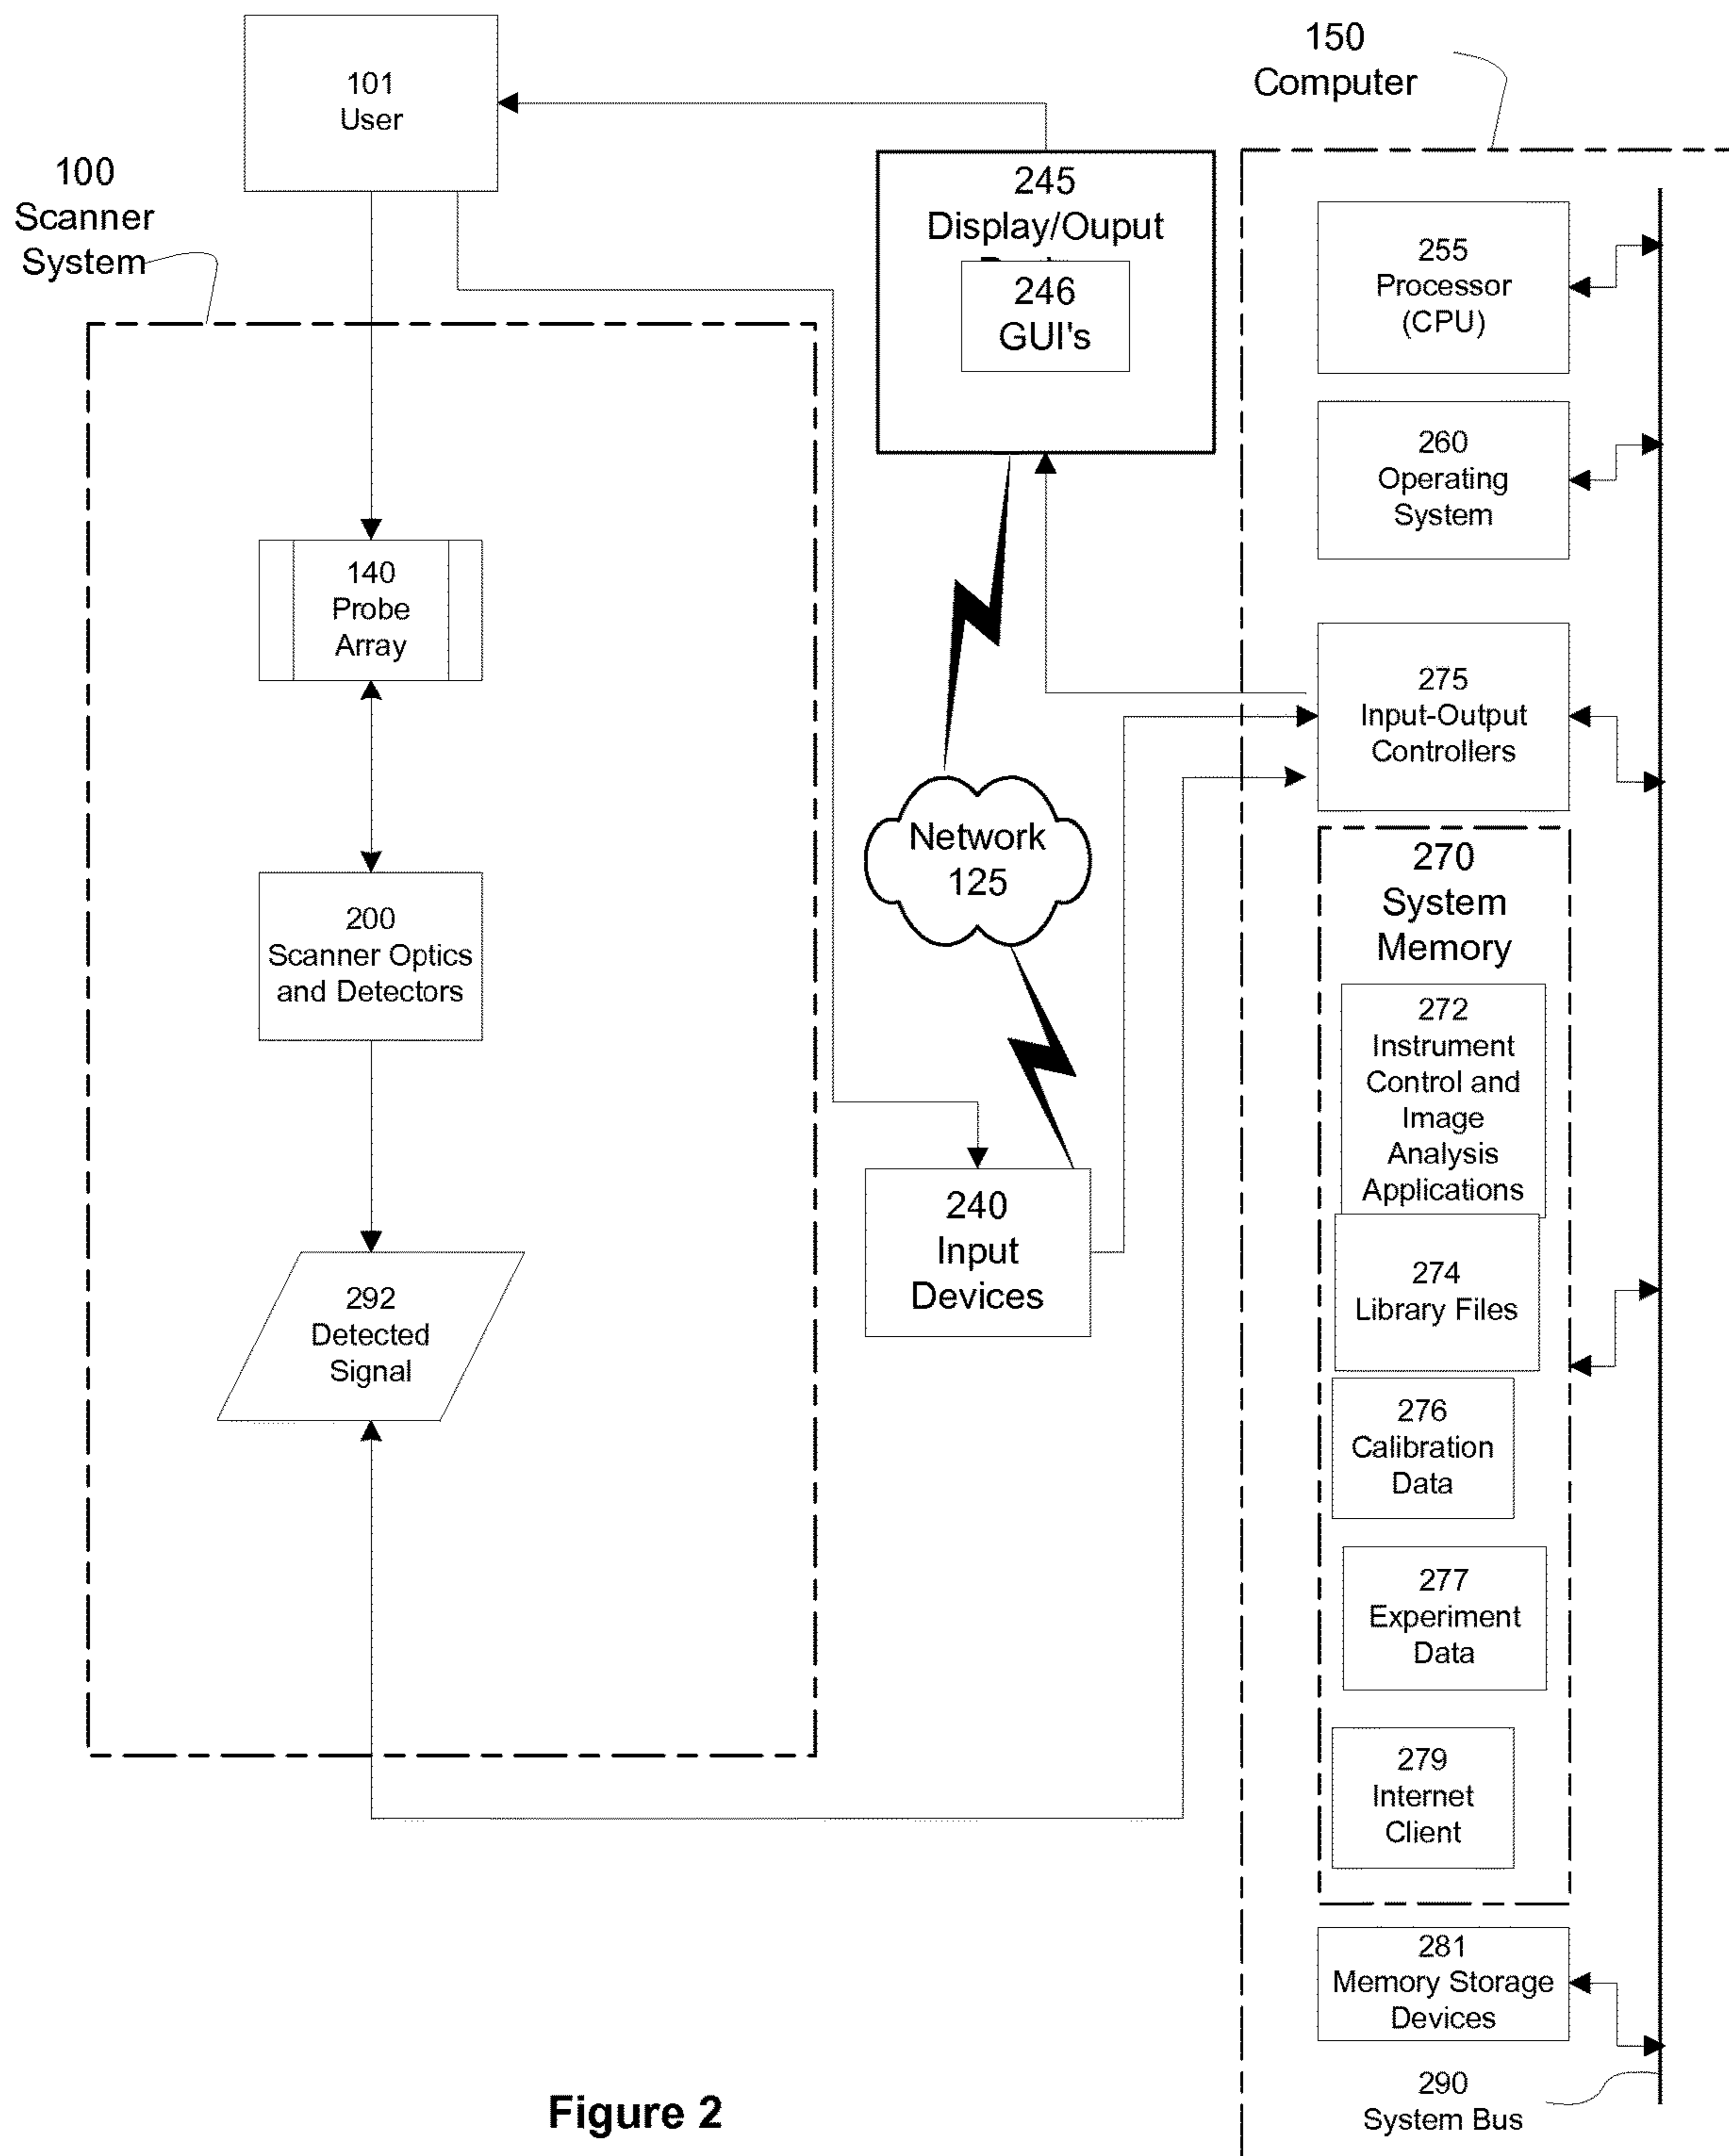 150
Computer
101
User
100
Scanner
System
245
Display/Ouput
246
GUI's
255
Processor
(CPU)
260
Operating
System
140
Probe
Array
275
Input-Output
Controllers
Network
125
200
Scanner Optics
and Detectors
270
System
Memory
272
Instrument
Control and
Image
Analysis
Applications
240
Input
Devices
292
Detected
Signal
274
Library Files
276
Calibration
Data
277
Experiment
Data
279
Internet
Client
281
Memory Storage
Devices
290
System Bus
Figure 2